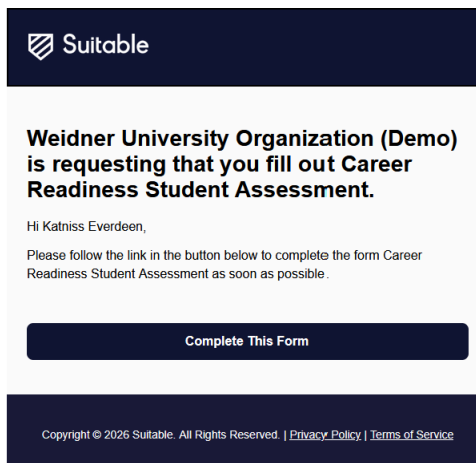 Suitable
Weidner University Organization (Demo)
is requesting that you fill out Career
Readiness Student Assessment.
Hi Katniss Everdeen,
Please follow the link in the button below to complete the form Career
Readiness Student Assessment as soon as possible.
Complete This Form
Copyright © 2026 Suitable. All Rights Reserved. | Privacy Policy | Terms of Service